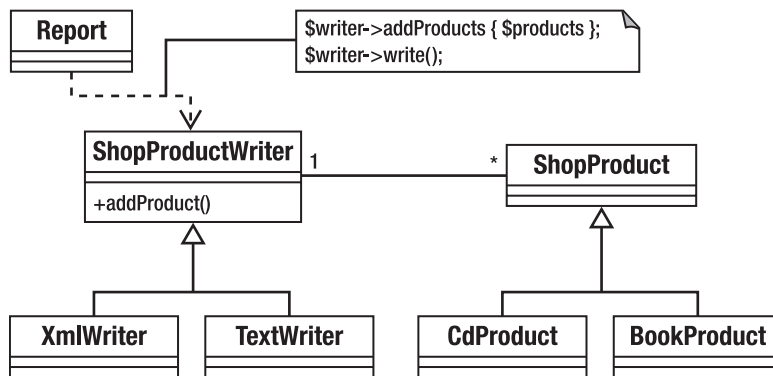 Report
$writer->addProducts { $products };
$writer->write();
ShopProductWriter
+addProduct()
1
*
ShopProduct
XmlWriter
TextWriter
CdProduct
BookProduct